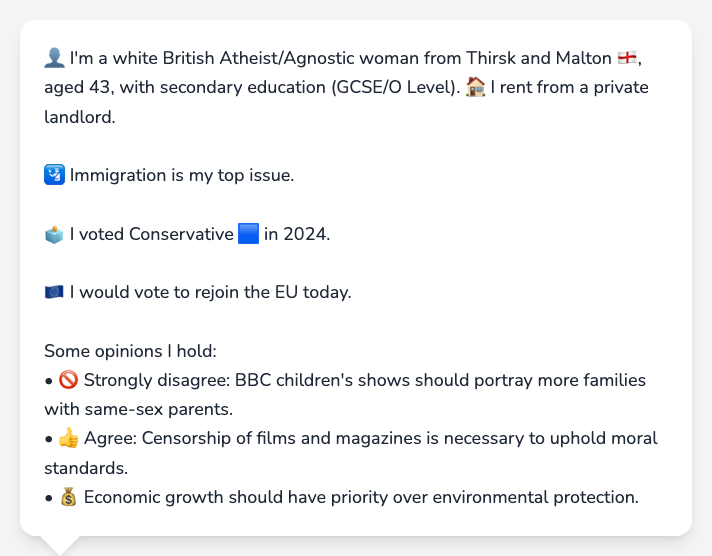 👤 I'm a white British Atheist/Agnostic woman from Thirsk and Malton 🏴󠁧󠁢󠁥󠁮󠁧󠁿,
aged 43, with secondary education (GCSE/O Level). 🏠 I rent from a private
landlord.
🛂 Immigration is my top issue.
🗳️ I voted Conservative 🟦 in 2024.
🇪🇺 I would vote to rejoin the EU today.
Some opinions I hold:
• 🚫 Strongly disagree: BBC children's shows should portray more families
with same-sex parents.
• 👍 Agree: Censorship of films and magazines is necessary to uphold moral
standards.
• 💰 Economic growth should have priority over environmental protection.